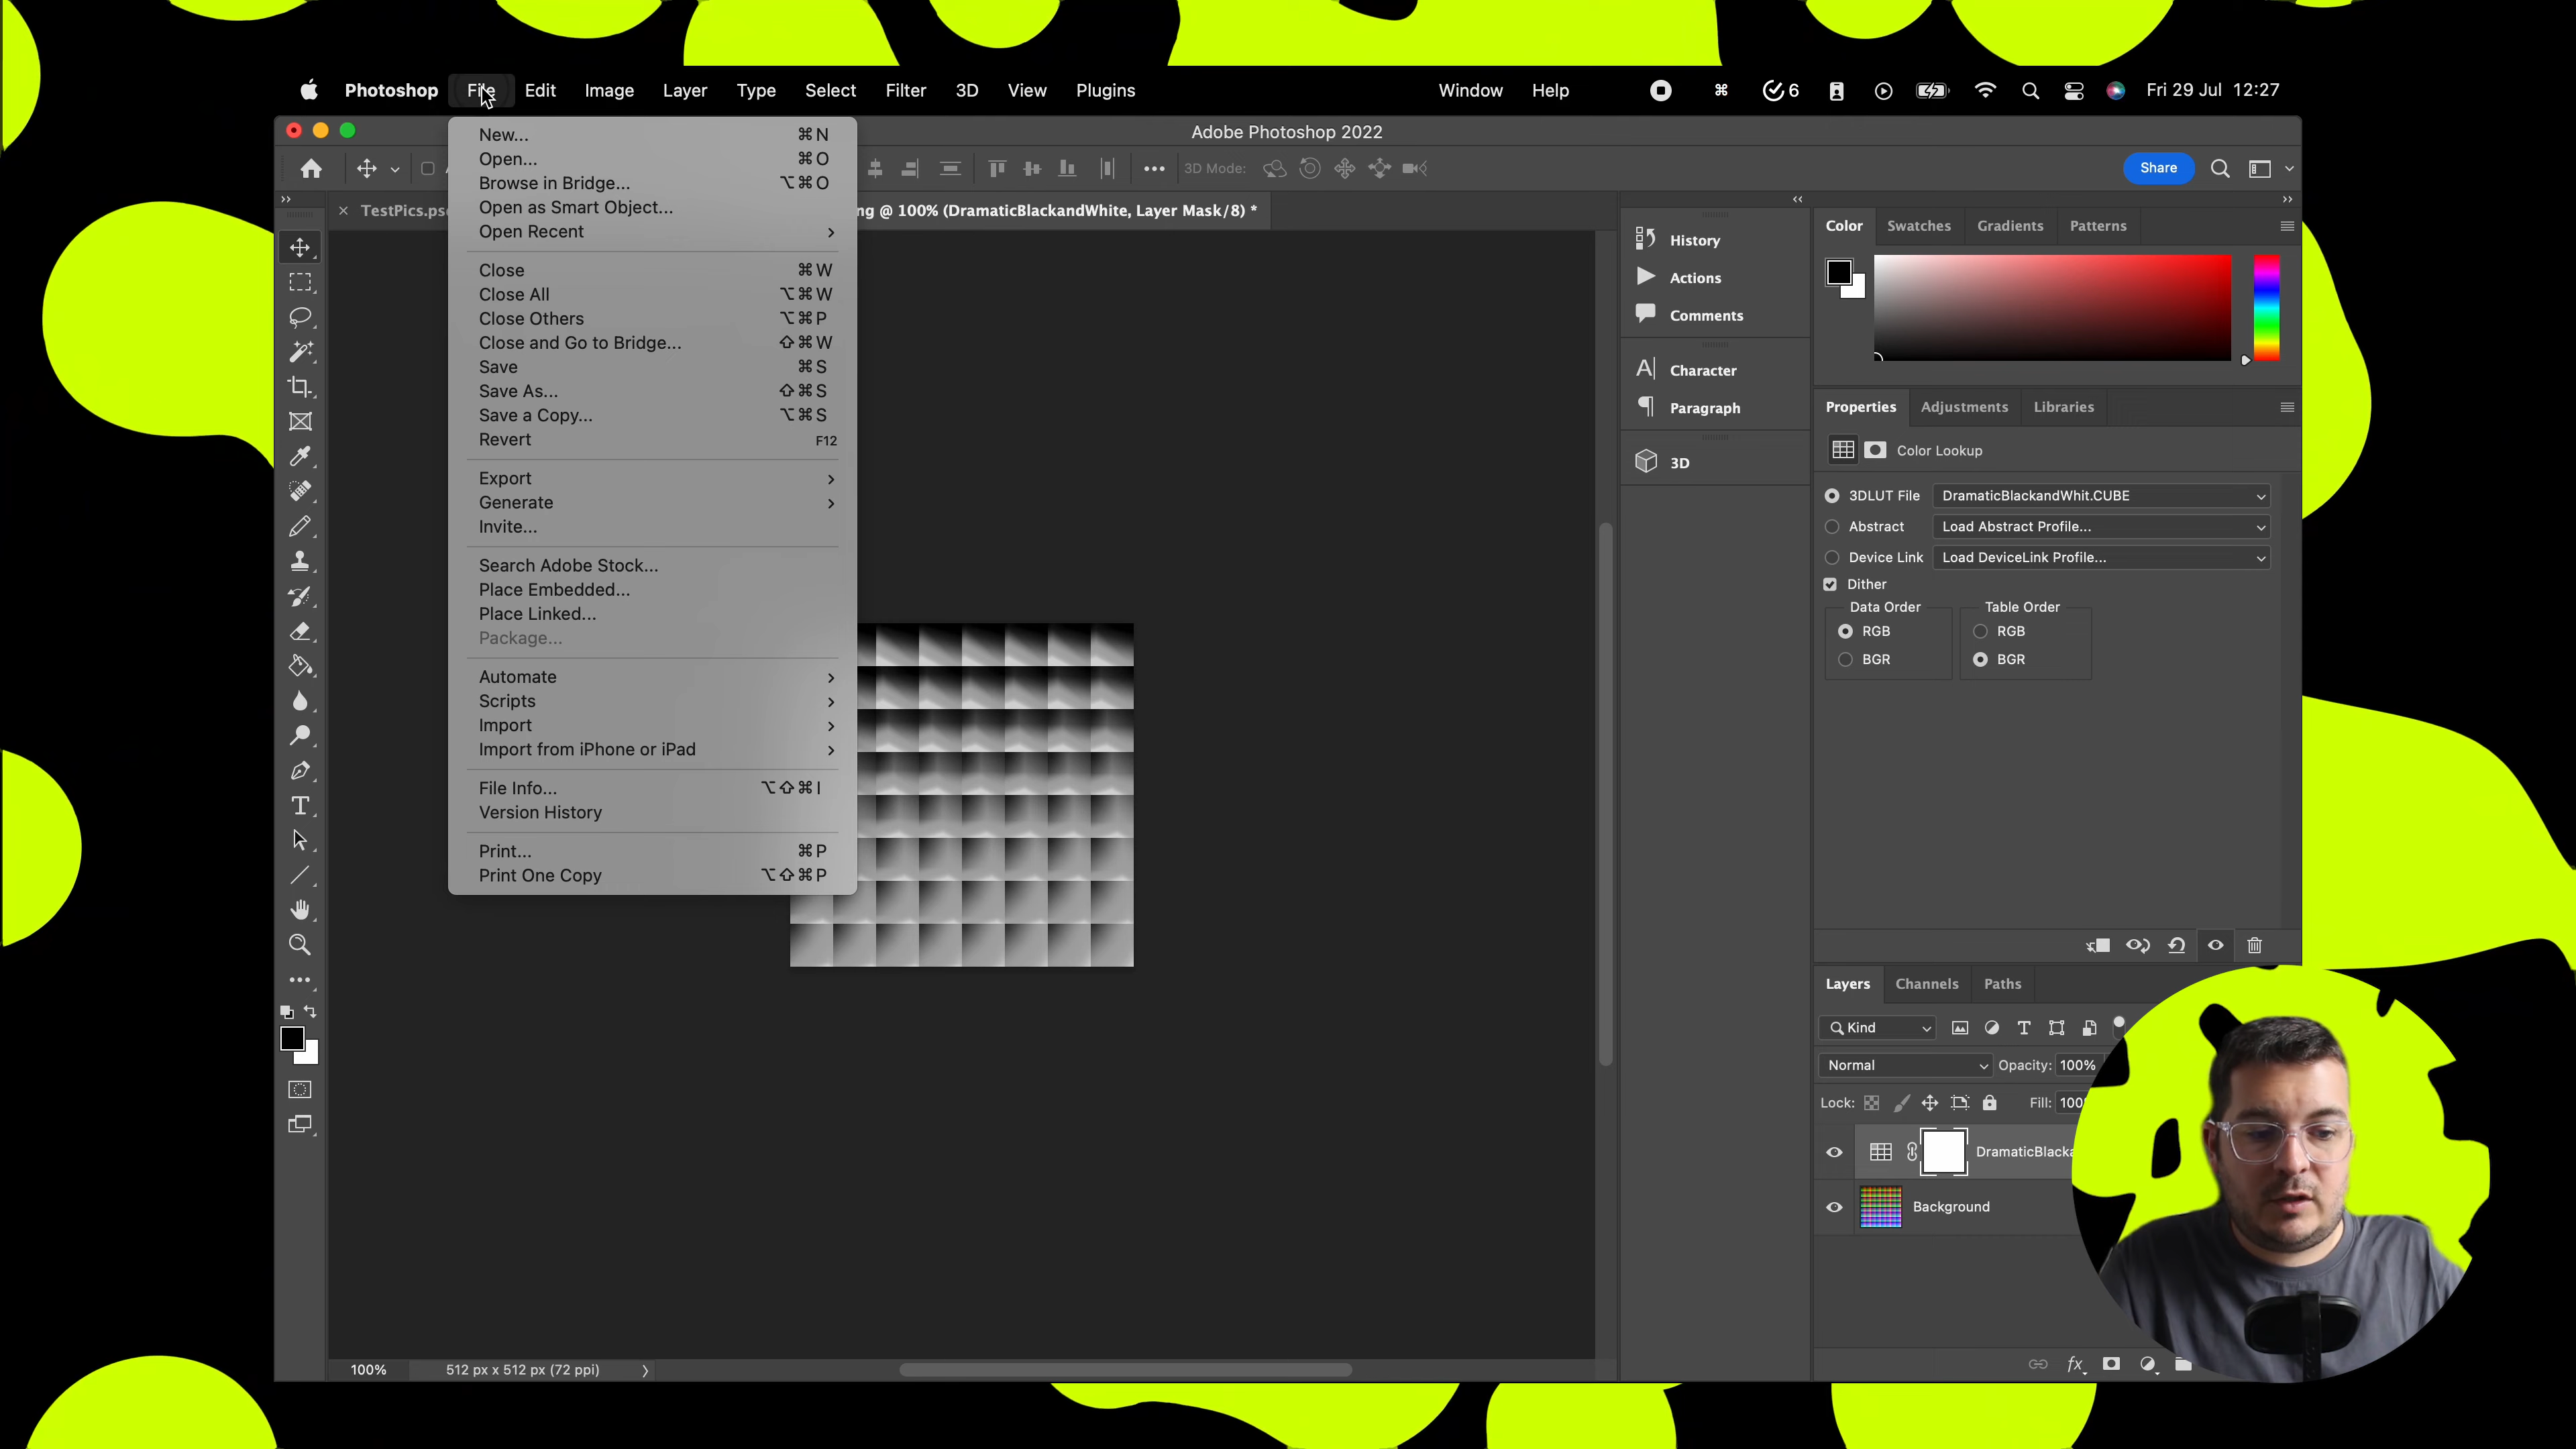 Photoshop File Edit Image Layer Type Select Filter 3D View Plugins Window Help 6 Fri 29 Jul 12:27
Adobe Photoshop 2022
3D Mode: Share
TestPics.ps
ng @ 100% (DramaticBlackandWhite, Layer Mask/8) *
New... ⌘N
Open... ⌘O
Browse in Bridge... ⌥⌘O
Open as Smart Object...
Open Recent
Close ⌘W
Close All ⌥⌘W
Close Others ⌥⌘P
Close and Go to Bridge... ⇧⌘W
Save ⌘S
Save As... ⇧⌘S
Save a Copy... ⌥⌘S
Revert F12
Export
Generate
Invite...
Search Adobe Stock...
Place Embedded...
Place Linked...
Package...
Automate
Scripts
Import
Import from iPhone or iPad
File Info... ⌥⇧⌘I
Version History
Print... ⌘P
Print One Copy ⌥⇧⌘P
100% 512 px x 512 px (72 ppi)
History
Actions
Comments
Character
Paragraph
3D
Color Swatches Gradients Patterns
Properties Adjustments Libraries
Color Lookup
3DLUT File DramaticBlackandWhit.CUBE
Abstract Load Abstract Profile...
Device Link Load DeviceLink Profile...
Dither
Data Order Table Order
RGB RGB
BGR BGR
Layers Channels Paths
Kind
Normal Opacity: 100%
Lock: Fill: 100
DramaticBlack
Background